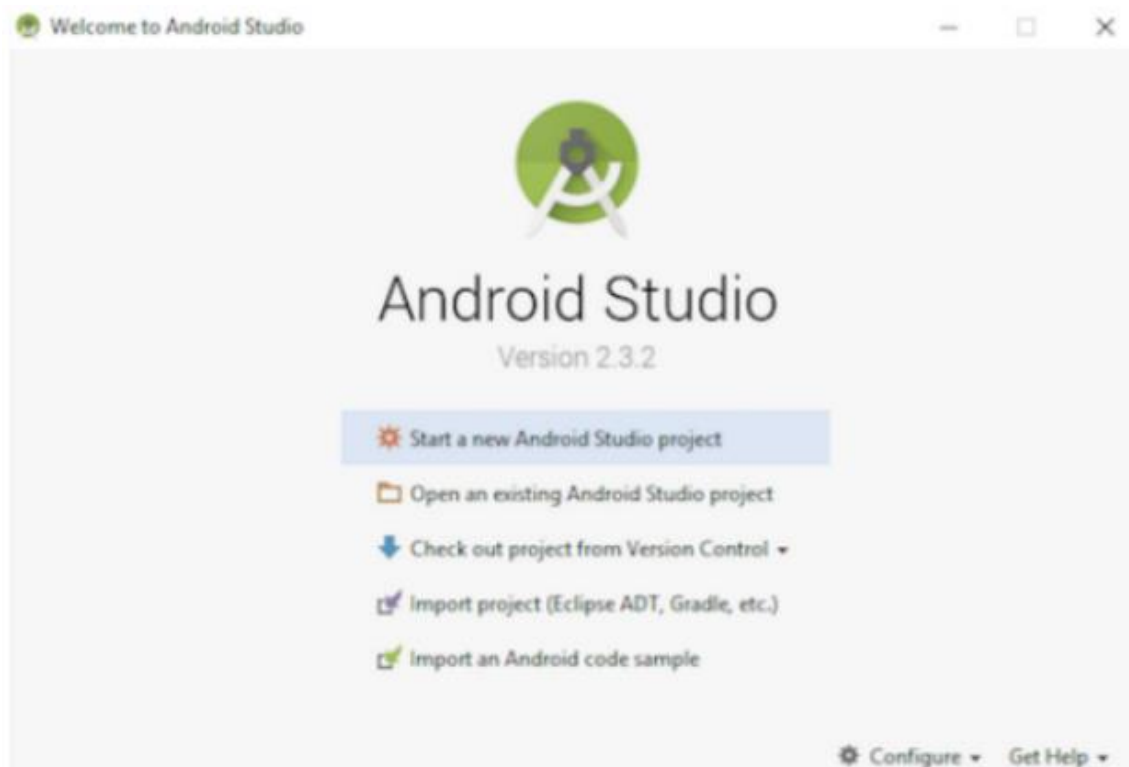 Welcome to Android Studio
Android Studio
Version 2.3.2
Start a new Android Studio project
Open an existing Android Studio project
Check out project from Version Control
Import project (Eclipse ADT, Gradle, etc.)
Import an Android code sample
Configure Get Help